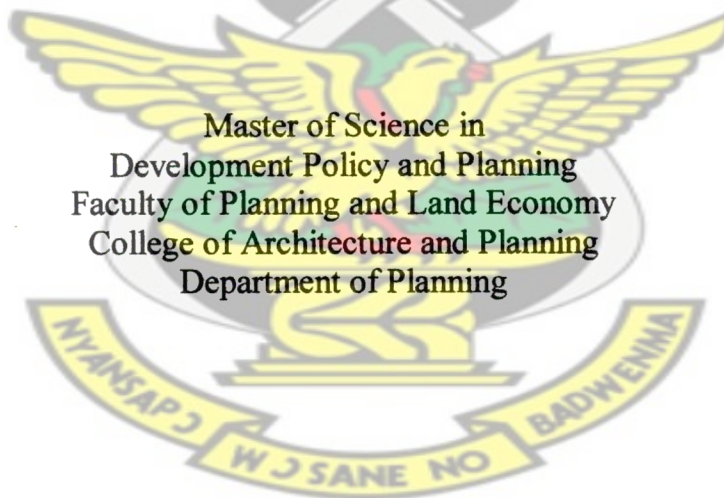 Master of Science in
Development Policy and Planning
Faculty of Planning and Land Economy
College of Architecture and Planning
Department of Planning
NYANSAPƆ WƆSANE NO BADWENMA